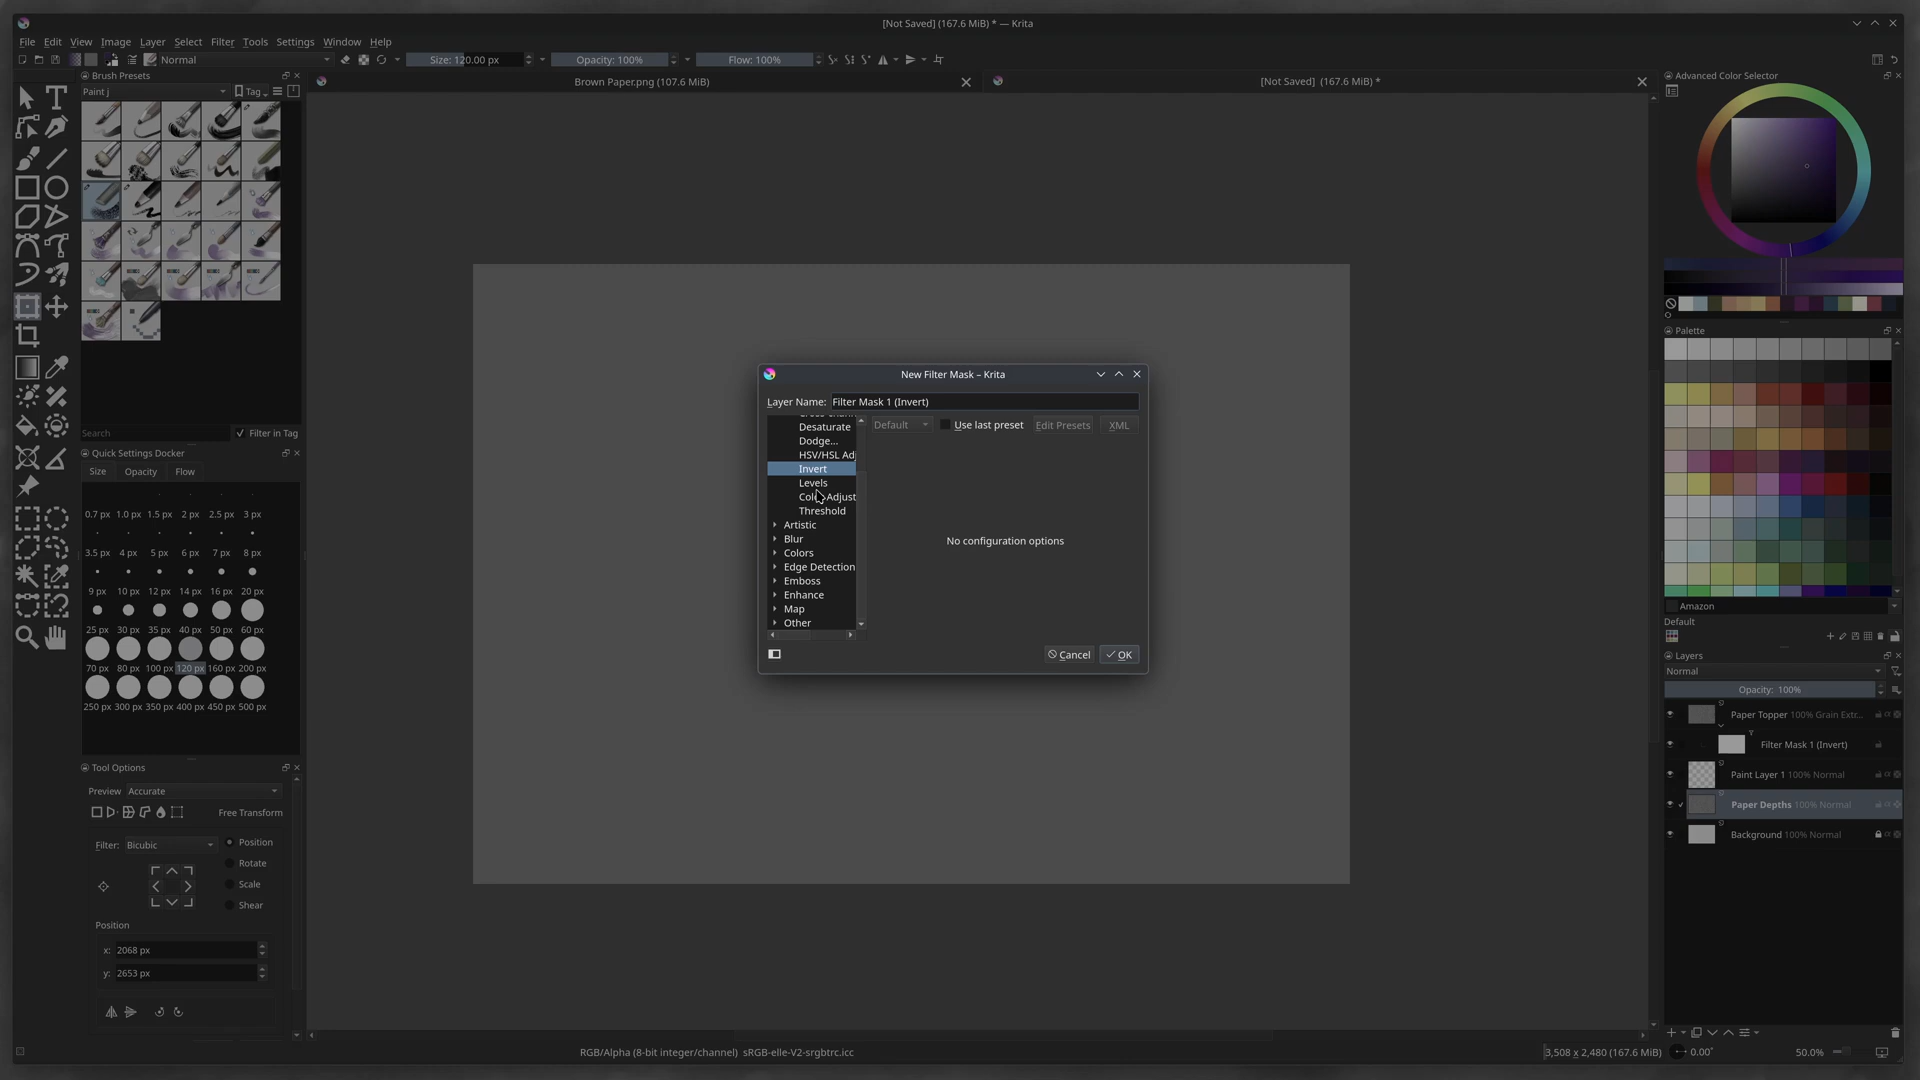 [Not Saved] (167.6 MiB) * — Krita
File Edit View Image Layer Select Filter Tools Settings Window Help
Normal
Size: 120.00 px
Opacity: 100%
Flow: 100%
Brush Presets
Brown Paper.png (107.6 MiB)
[Not Saved] (167.6 MiB) *
Advanced Color Selector
Paint j
Tag
Search
Filter in Tag
Quick Settings Docker
Size Opacity Flow
0.7 px 1.0 px 1.5 px 2 px 2.5 px 3 px
3.5 px 4 px 5 px 6 px 7 px 8 px
9 px 10 px 12 px 14 px 16 px 20 px
25 px 30 px 35 px 40 px 50 px 60 px
70 px 80 px 100 px 120 px 160 px 200 px
250 px 300 px 350 px 400 px 450 px 500 px
Tool Options
Preview Accurate
Free Transform
Filter: Bicubic
Position
Rotate
Scale
Shear
Position
x: 2068 px
y: 2653 px
New Filter Mask – Krita
Layer Name: Filter Mask 1 (Invert)
Desaturate
Dodge...
HSV/HSL Adj
Invert
Levels
Color Adjust
Threshold
Artistic
Blur
Colors
Edge Detection
Emboss
Enhance
Map
Other
Default
Use last preset
Edit Presets
XML
No configuration options
Cancel
OK
Palette
Amazon
Default
Layers
Normal
Opacity: 100%
Paper Topper 100% Grain Extr...
Filter Mask 1 (Invert)
Paint Layer 1 100% Normal
Paper Depths 100% Normal
Background 100% Normal
RGB/Alpha (8-bit integer/channel) sRGB-elle-V2-srgbtrc.icc
3,508 x 2,480 (167.6 MiB)
0.00°
50.0%